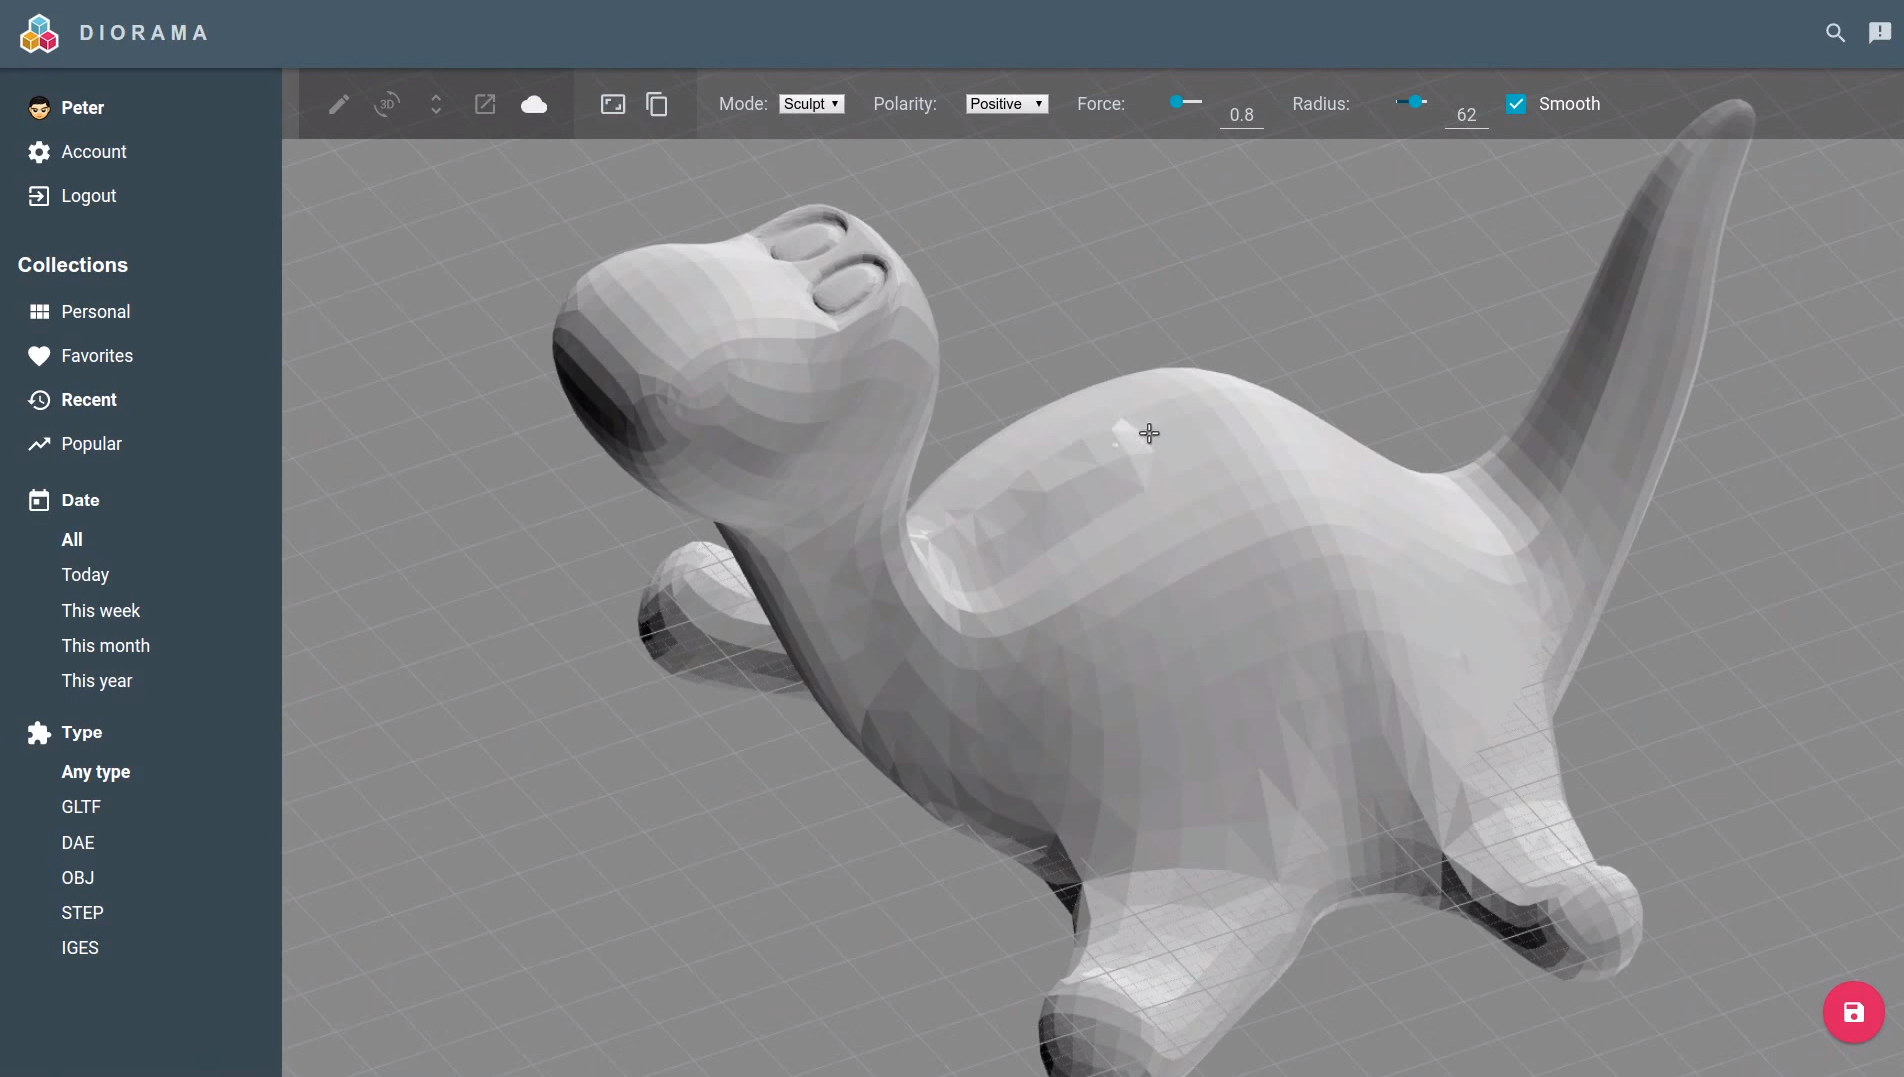 DIORAMA
Peter
Account
Logout
Collections
Personal
Favorites
Recent
Popular
Date
All
Today
This week
This month
This year
Type
Any type
GLTF
DAE
OBJ
STEP
IGES
3D
Mode: Sculpt Polarity: Positive Force: 0.8 Radius: 62 Smooth